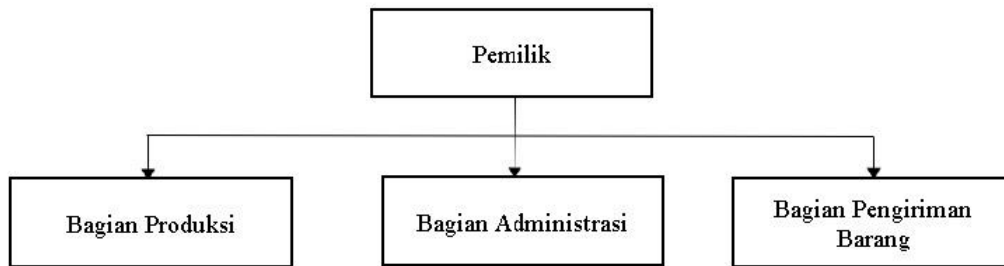 Pemilik
Bagian Produksi
Bagian Administrasi
Bagian Pengiriman
Barang